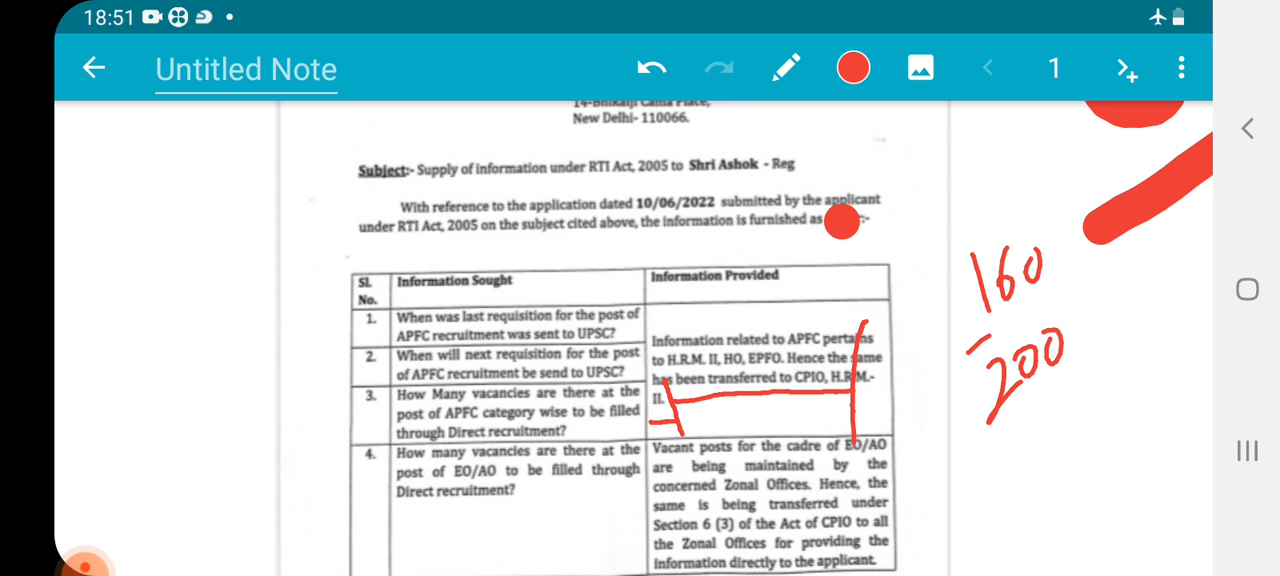 18:51
Untitled Note
1
14-Bhikaiji Cama Place,
New Delhi- 110066.
Subject:- Supply of information under RTI Act, 2005 to Shri Ashok - Reg
With reference to the application dated 10/06/2022 submitted by the applicant
under RTI Act, 2005 on the subject cited above, the information is furnished as :-
Sl. No.
Information Sought
Information Provided
1.
When was last requisition for the post of
APFC recruitment was sent to UPSC?
2.
When will next requisition for the post
of APFC recruitment be send to UPSC?
3.
How Many vacancies are there at the
post of APFC category wise to be filled
through Direct recruitment?
Information related to APFC pertains
to H.R.M. II, HO, EPFO. Hence the same
has been transferred to CPIO, H.R.M.-
II.
4.
How many vacancies are there at the
post of EO/AO to be filled through
Direct recruitment?
Vacant posts for the cadre of EO/AO
are being maintained by the
concerned Zonal Offices. Hence, the
same is being transferred under
Section 6 (3) of the Act of CPIO to all
the Zonal Offices for providing the
Information directly to the applicant.
160
-200